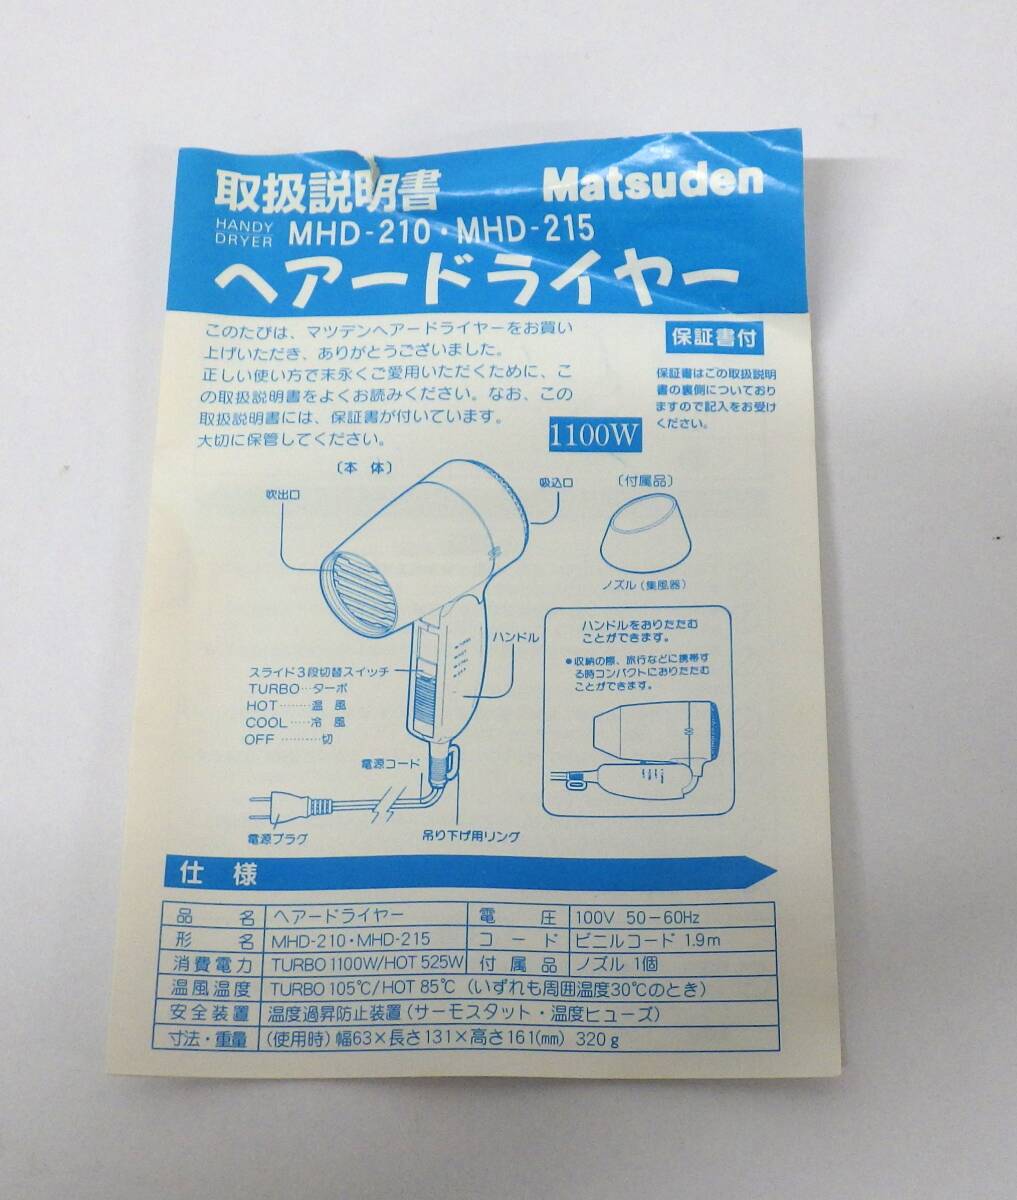 取扱説明書 Matsuden
HANDY
DRYER MHD-210・MHD-215
ヘアードライヤー
このたびは、マツデンヘアードライヤーをお買い
上げいただき、ありがとうございました。
正しい使い方で末永くご愛用いただくために、こ
の取扱説明書をよくお読みください。なお、この
取扱説明書には、保証書が付いています。
大切に保管してください。
保証書付
保証書はこの取扱説明
書の裏側についており
ますので記入をお受け
ください。
1100W
〔本体〕
吹出口
吸込口
〔付属品〕
ノズル(集風器)
ハンドル
スライド3段切替スイッチ
TURBO…ターボ
HOT………温風
COOL……冷風
OFF…………切
電源コード
電源プラグ
吊り下げ用リング
ハンドルをおりたたむ
ことができます。
●収納の際、旅行などに携帯す
る時コンパクトにおりたたむ
ことができます。
仕様
品名 ヘアードライヤー 電圧 100V 50-60Hz
形名 MHD-210・MHD-215 コード ビニルコード 1.9m
消費電力 TURBO 1100W/HOT 525W 付属品 ノズル 1個
温風温度 TURBO 105℃/HOT 85℃(いずれも周囲温度30℃のとき)
安全装置 温度過昇防止装置(サーモスタット・温度ヒューズ)
寸法・重量 (使用時)幅63×長さ131×高さ161(mm) 320g